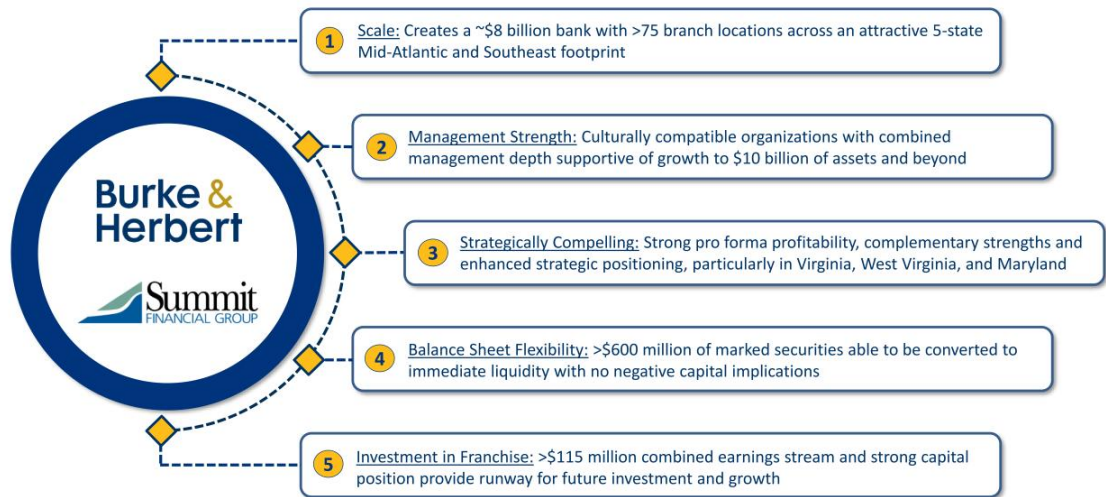 1
Scale: Creates a ~$8 billion bank with >75 branch locations across an attractive 5-state
Mid-Atlantic and Southeast footprint
2
Management Strength: Culturally compatible organizations with combined
management depth supportive of growth to $10 billion of assets and beyond
Burke &
Herbert
3
Strategically Compelling: Strong pro forma profitability, complementary strengths and
enhanced strategic positioning, particularly in Virginia, West Virginia, and Maryland
Summit
FINANCIAL GROUP
4
Balance Sheet Flexibility: >$600 million of marked securities able to be converted to
immediate liquidity with no negative capital implications
5
Investment in Franchise: >$115 million combined earnings stream and strong capital
position provide runway for future investment and growth